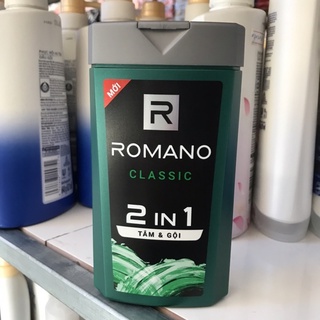 MỚI
R
ROMANO
CLASSIC
2 IN 1
TẮM & GỘI